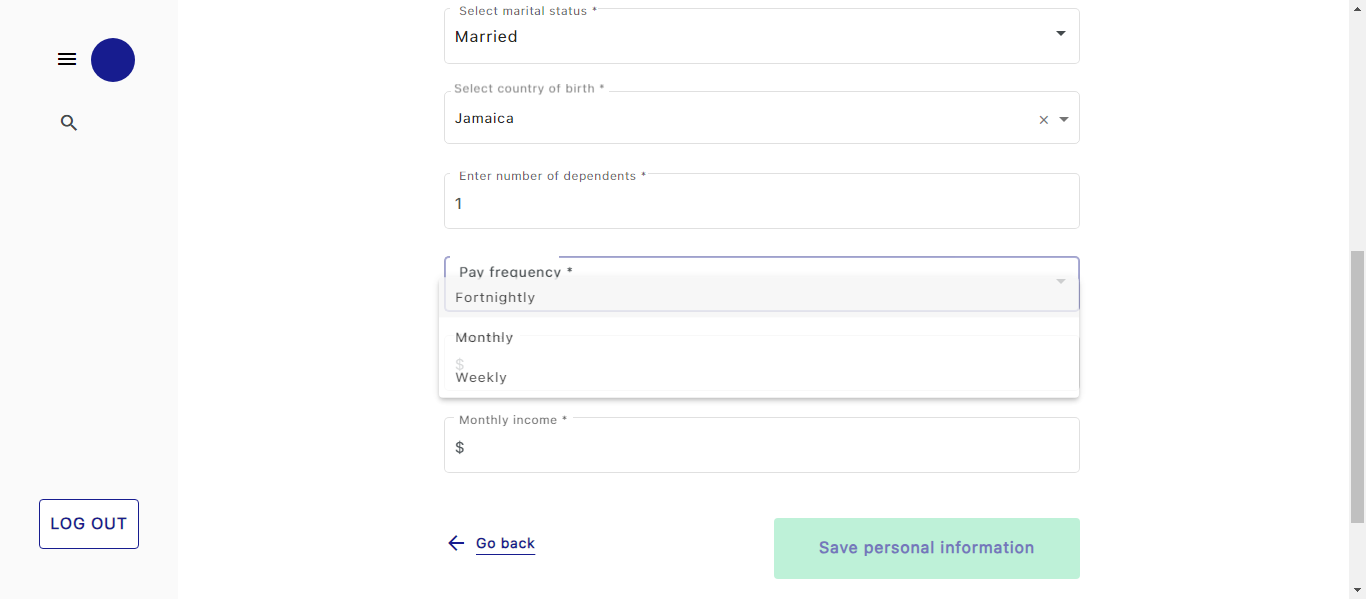 Select marital status *
Married
Select country of birth *
Jamaica
Enter number of dependents *
1
Pay frequency *
Fortnightly
Monthly
$
Weekly
Monthly income *
$
LOG OUT
Go back
Save personal information